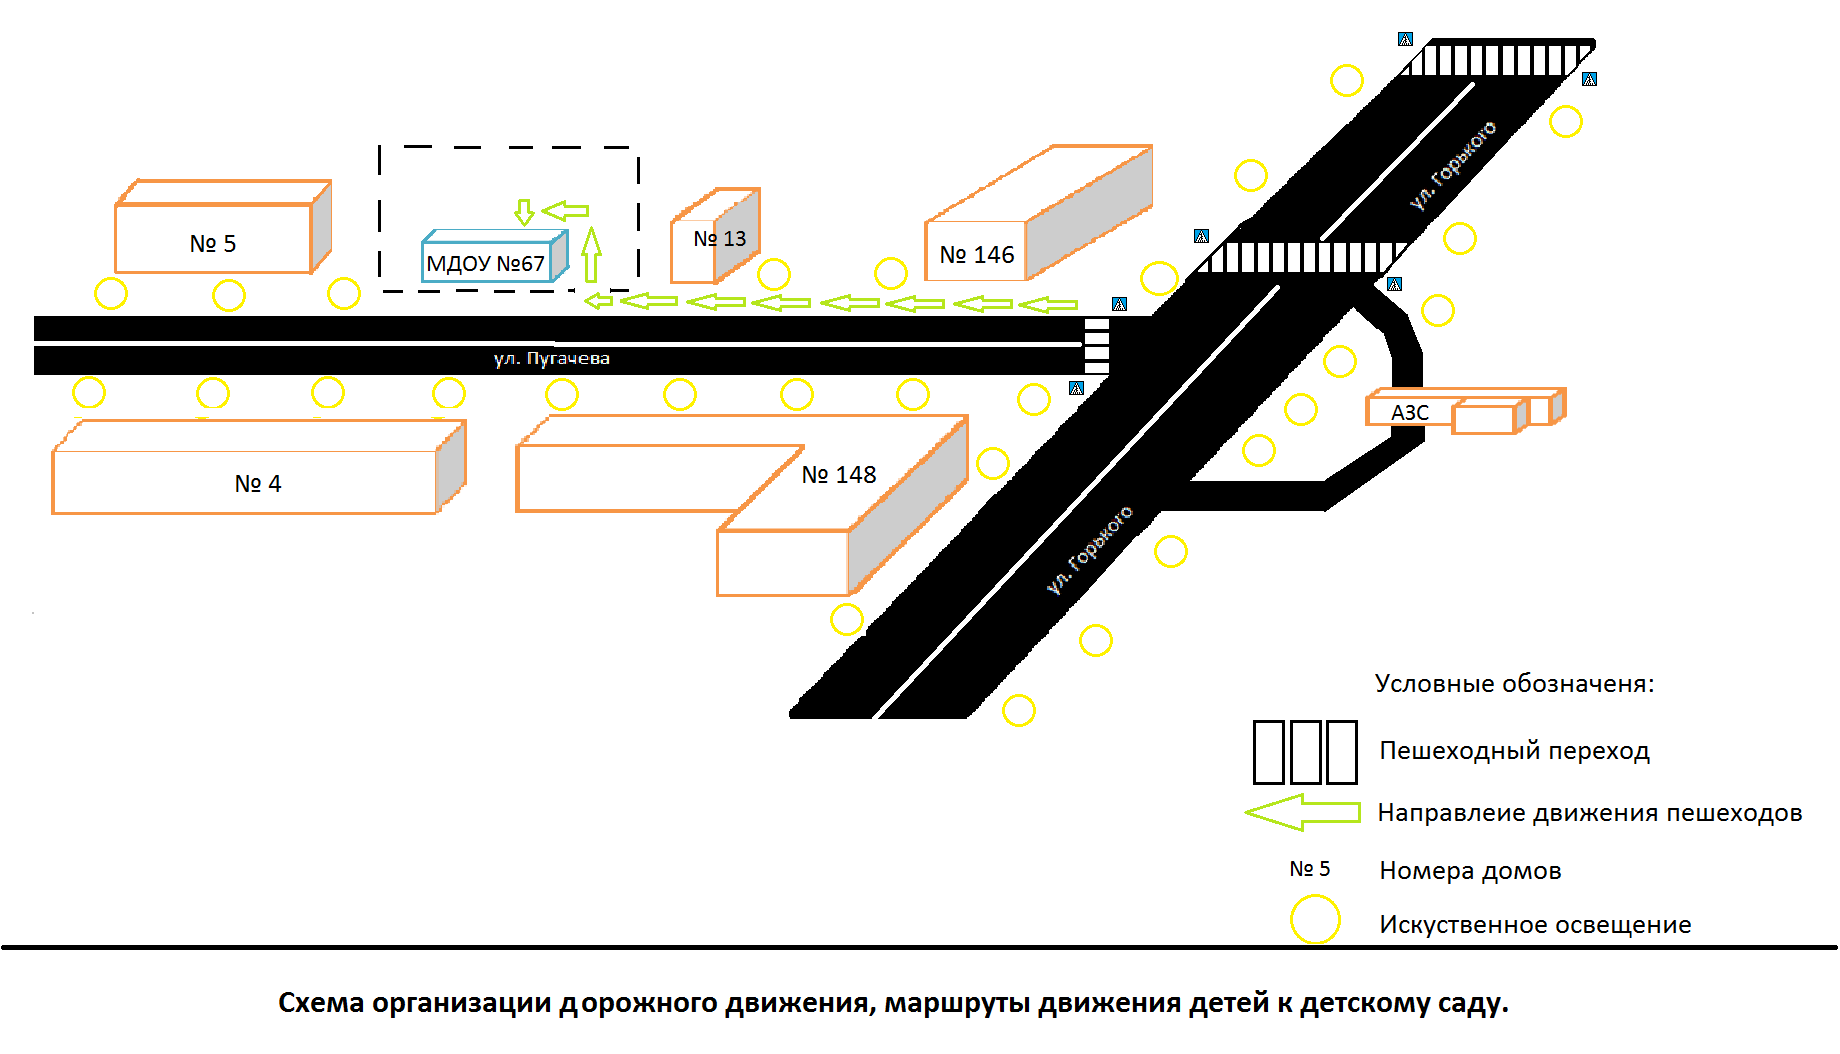 ул. Горького
№ 5
МДОУ №67
№ 13
№ 146
ул. Пугачева
АЗС
№ 4
№ 148
ул. Горького
Условные обозначеня:
Пешеходный переход
Направлеие движения пешеходов
№ 5 Номера домов
Искуственное освещение
Схема организации дорожного движения, маршруты движения детей к детскому саду.